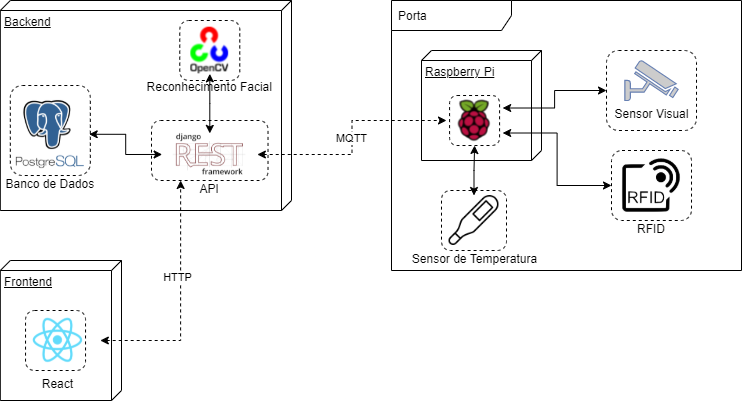 Backend
OpenCV
Reconhecimento Facial
PostgreSQL
Banco de Dados
django
REST
framework
API
MQTT
HTTP
Frontend
React
Porta
Raspberry Pi
Sensor Visual
RFID
RFID
Sensor de Temperatura